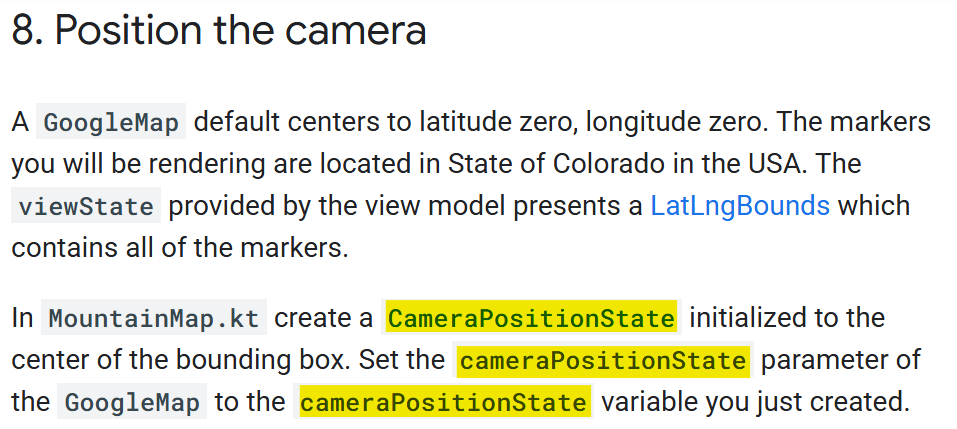 8. Position the camera
A GoogleMap default centers to latitude zero, longitude zero. The markers
you will be rendering are located in State of Colorado in the USA. The
viewState provided by the view model presents a LatLngBounds which
contains all of the markers.
In MountainMap.kt create a CameraPositionState initialized to the
center of the bounding box. Set the cameraPositionState parameter of
the GoogleMap to the cameraPositionState variable you just created.